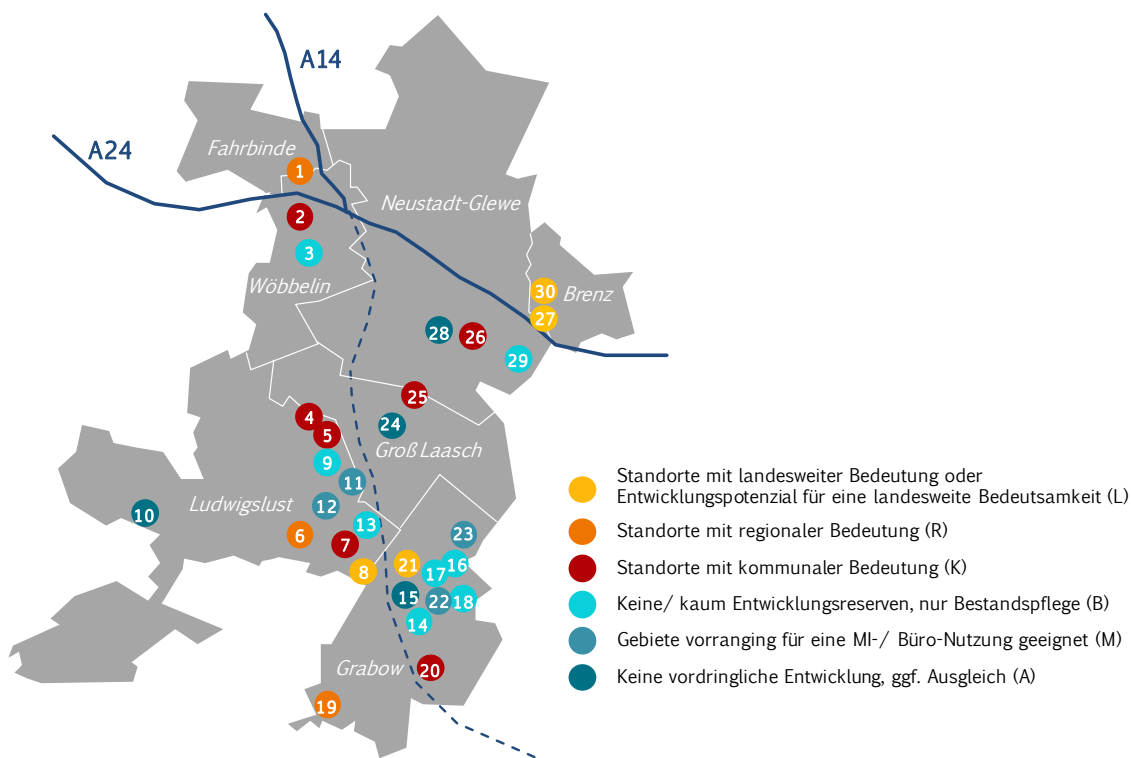 A14
A24
Fahrbinde
1
Neustadt-Glewe
2
3
Wöbbelin
30
Brenz
27
28
26
29
25
4
24
5
Groß Laasch
9
11
Ludwigslust
12
10
13
6
7
23
8
21
17
16
15
22
18
14
Grabow
20
19
Standorte mit landesweiter Bedeutung oder
Entwicklungspotenzial für eine landesweite Bedeutsamkeit (L)
Standorte mit regionaler Bedeutung (R)
Standorte mit kommunaler Bedeutung (K)
Keine/ kaum Entwicklungsreserven, nur Bestandspflege (B)
Gebiete vorranging für eine MI-/ Büro-Nutzung geeignet (M)
Keine vordringliche Entwicklung, ggf. Ausgleich (A)